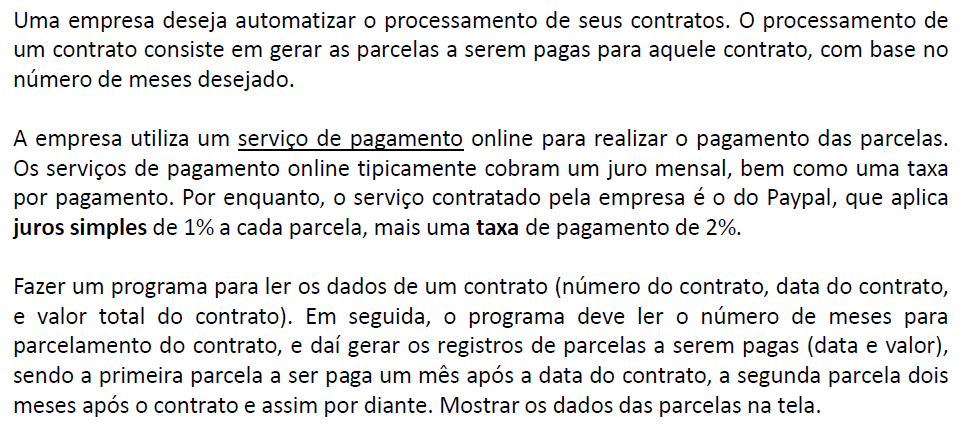 Uma empresa deseja automatizar o processamento de seus contratos. O processamento de
um contrato consiste em gerar as parcelas a serem pagas para aquele contrato, com base no
número de meses desejado.
A empresa utiliza um serviço de pagamento online para realizar o pagamento das parcelas.
Os serviços de pagamento online tipicamente cobram um juro mensal, bem como uma taxa
por pagamento. Por enquanto, o serviço contratado pela empresa é o do Paypal, que aplica
juros simples de 1% a cada parcela, mais uma taxa de pagamento de 2%.
Fazer um programa para ler os dados de um contrato (número do contrato, data do contrato,
e valor total do contrato). Em seguida, o programa deve ler o número de meses para
parcelamento do contrato, e daí gerar os registros de parcelas a serem pagas (data e valor),
sendo a primeira parcela a ser paga um mês após a data do contrato, a segunda parcela dois
meses após o contrato e assim por diante. Mostrar os dados das parcelas na tela.